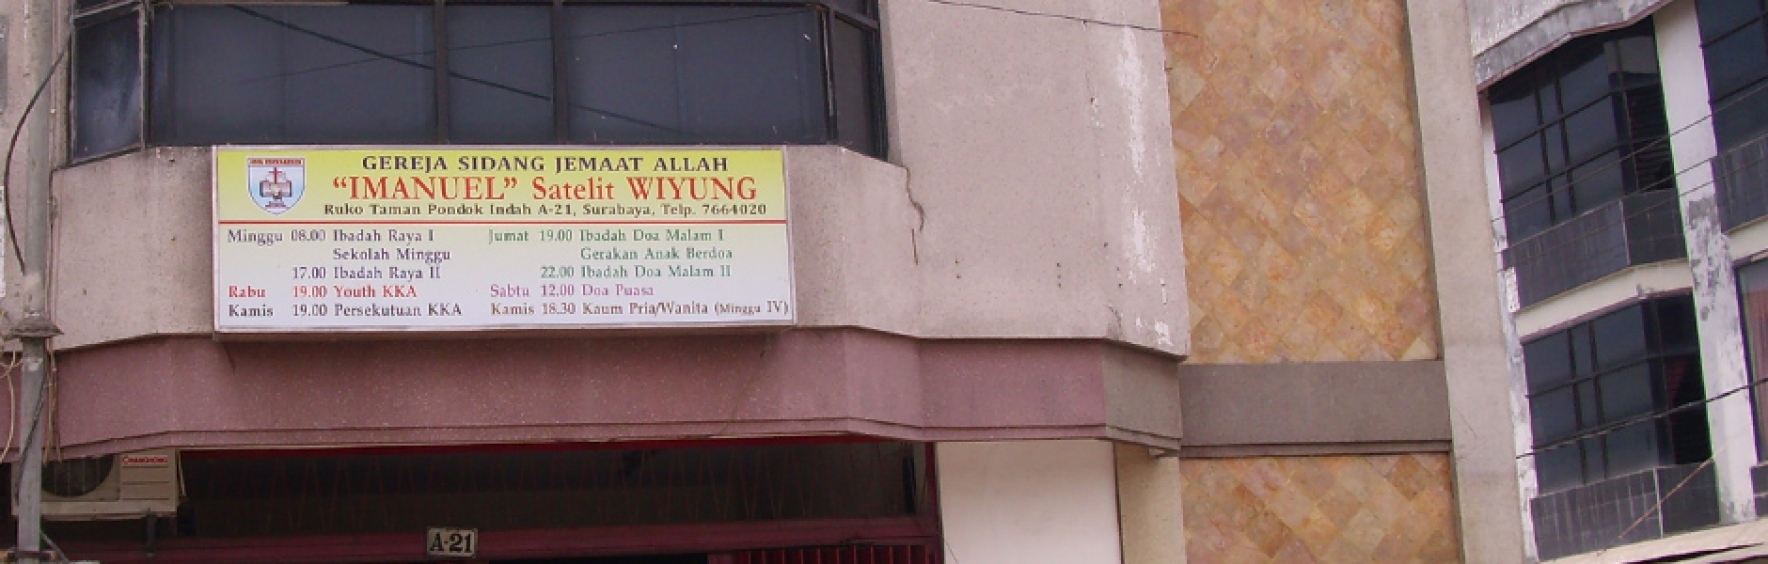 GEREJA SIDANG JEMAAT ALLAH
"IMANUEL" Satelit WIYUNG
Ruko Taman Pondok Indah A-21, Surabaya, Telp. 7664020
Minggu 08.00 Ibadah Raya I
Sekolah Minggu
17.00 Ibadah Raya II
Rabu 19.00 Youth KKA
Kamis 19.00 Persekutuan KKA
Jumat 19.00 Ibadah Doa Malam I
Gerakan Anak Berdoa
22.00 Ibadah Doa Malam II
Sabtu 12.00 Doa Puasa
Kamis 18.30 Kaum Pria/Wanita (Minggu IV)
CHANGHONG
A-21